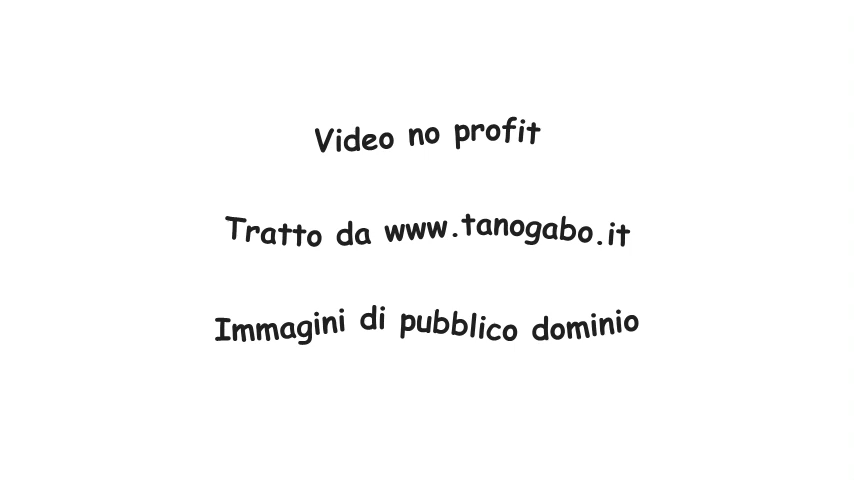 Video no profit
Tratto da www.tanogabo.it
Immagini di pubblico dominio